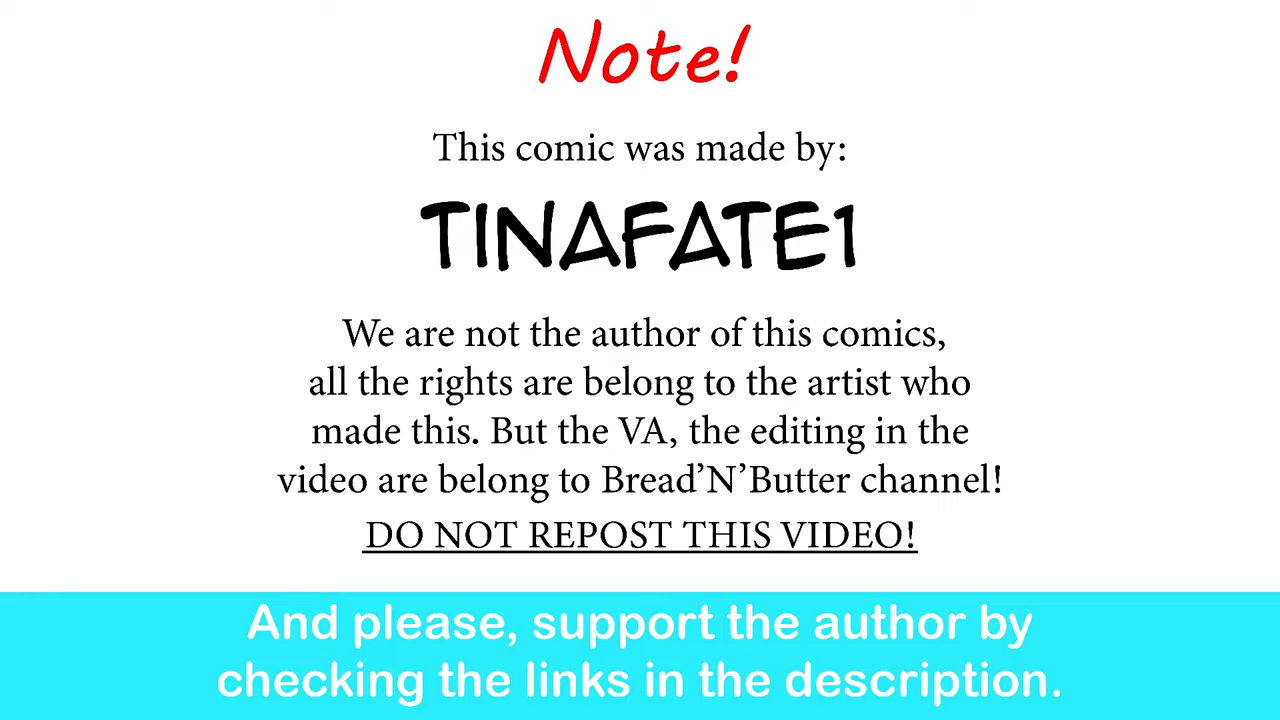 Note!
This comic was made by:
TINAFATE1
We are not the author of this comics,
all the rights are belong to the artist who
made this. But the VA, the editing in the
video are belong to Bread’N’Butter channel!
DO NOT REPOST THIS VIDEO!
And please, support the author by
checking the links in the description.